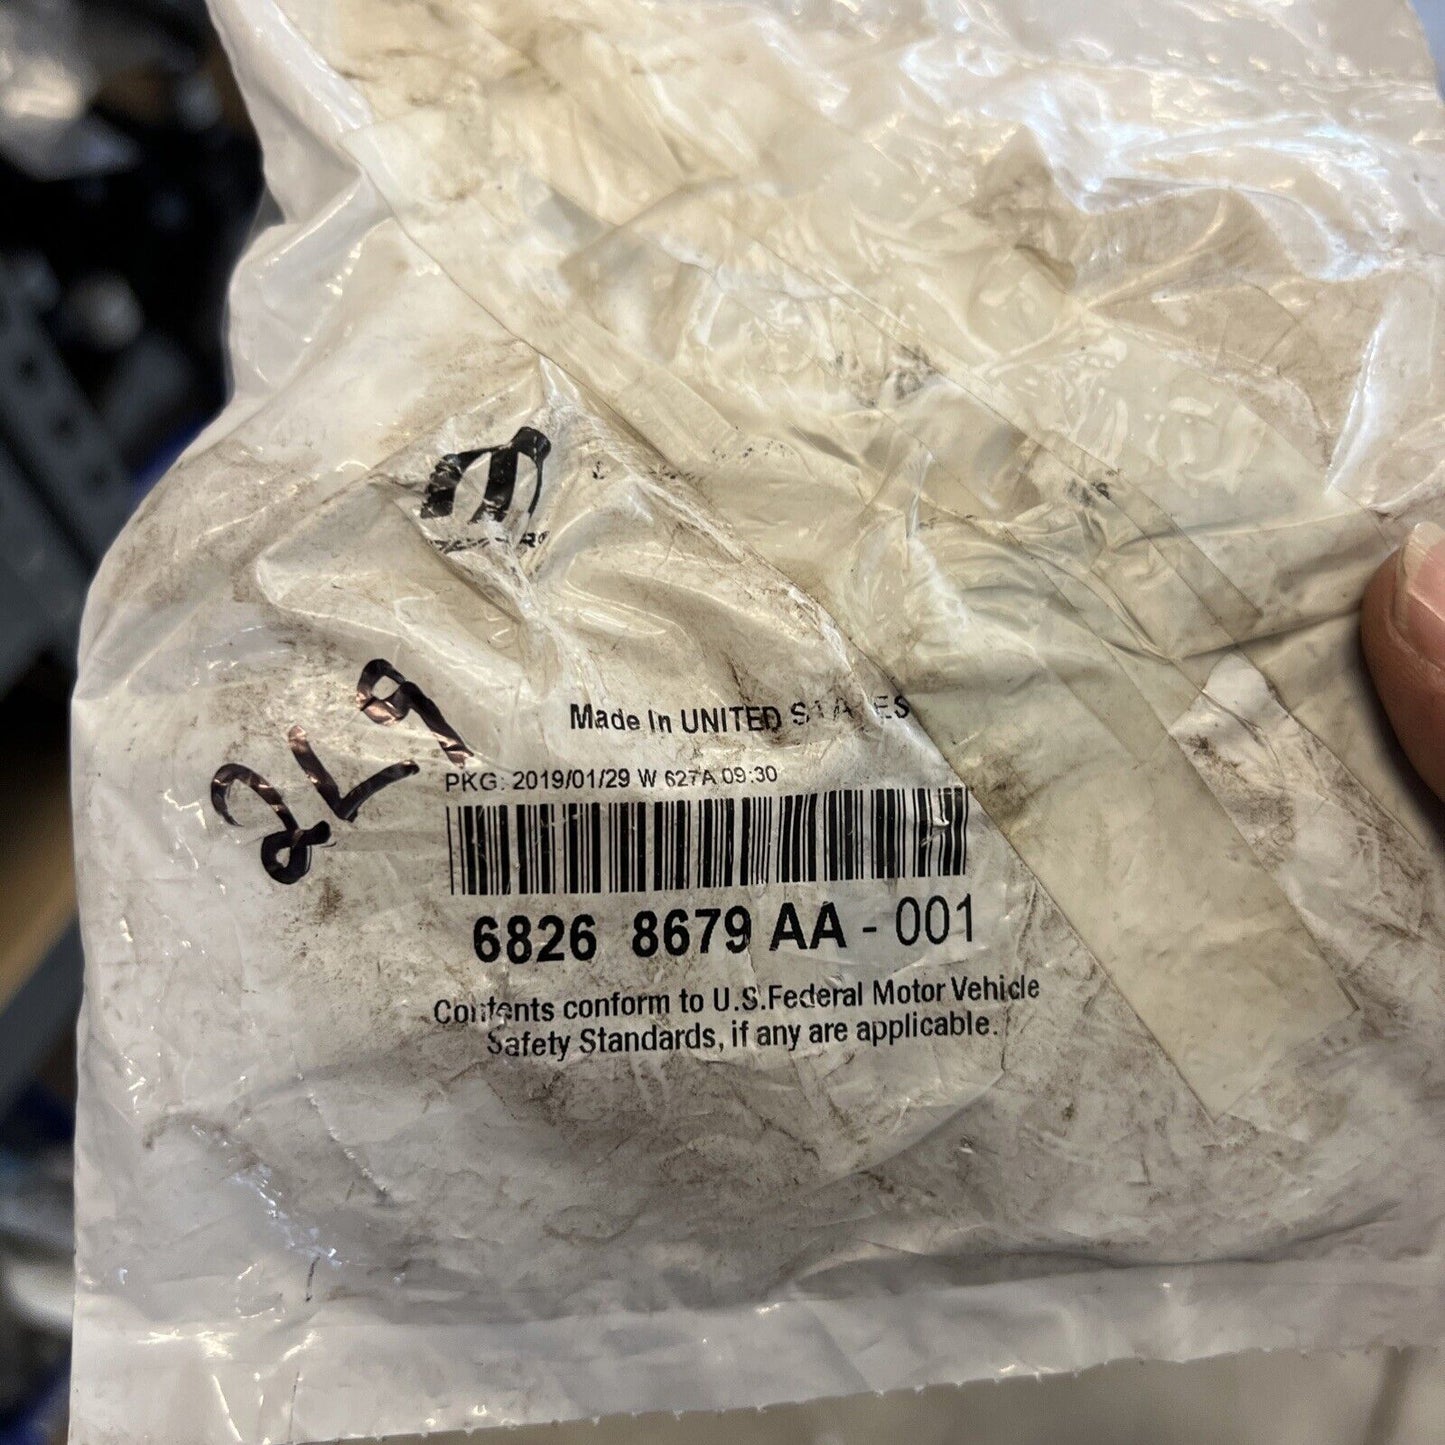 Made In UNITED STATES
PKG: 2019/01/29 W 627A 09:30
6826 8679 AA - 001
Contents conform to U.S.Federal Motor Vehicle
Safety Standards, if any are applicable.